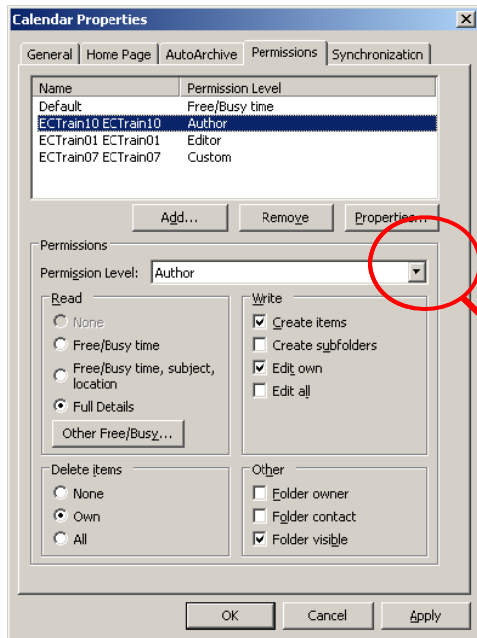 Calendar Properties
General Home Page AutoArchive Permissions Synchronization
Name Permission Level
Default Free/Busy time
ECTrain10 ECTrain10 Author
ECTrain01 ECTrain01 Editor
ECTrain07 ECTrain07 Custom
Add... Remove Properties...
Permissions
Permission Level: Author
Read
None
Free/Busy time
Free/Busy time, subject,
location
Full Details
Other Free/Busy...
Write
Create items
Create subfolders
Edit own
Edit all
Delete items
None
Own
All
Other
Folder owner
Folder contact
Folder visible
OK Cancel Apply